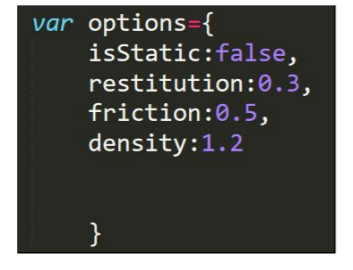 var options={
isStatic:false,
restitution:0.3,
friction:0.5,
density:1.2
}